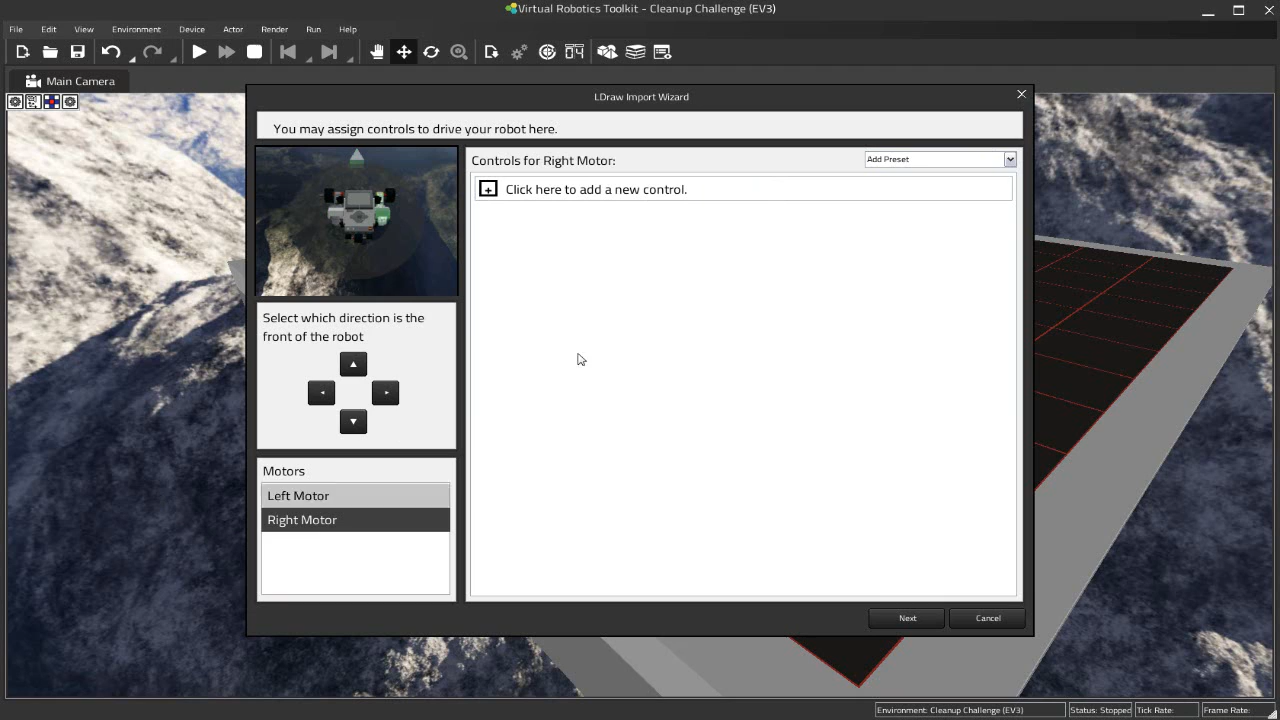 Virtual Robotics Toolkit - Cleanup Challenge (EV3)
File Edit View Environment Device Actor Render Run Help
Main Camera
LDraw Import Wizard
You may assign controls to drive your robot here.
Controls for Right Motor:
Add Preset
Click here to add a new control.
Select which direction is the
front of the robot
Motors
Left Motor
Right Motor
Next
Cancel
Environment: Cleanup Challenge (EV3)
Status: Stopped
Tick Rate:
Frame Rate: